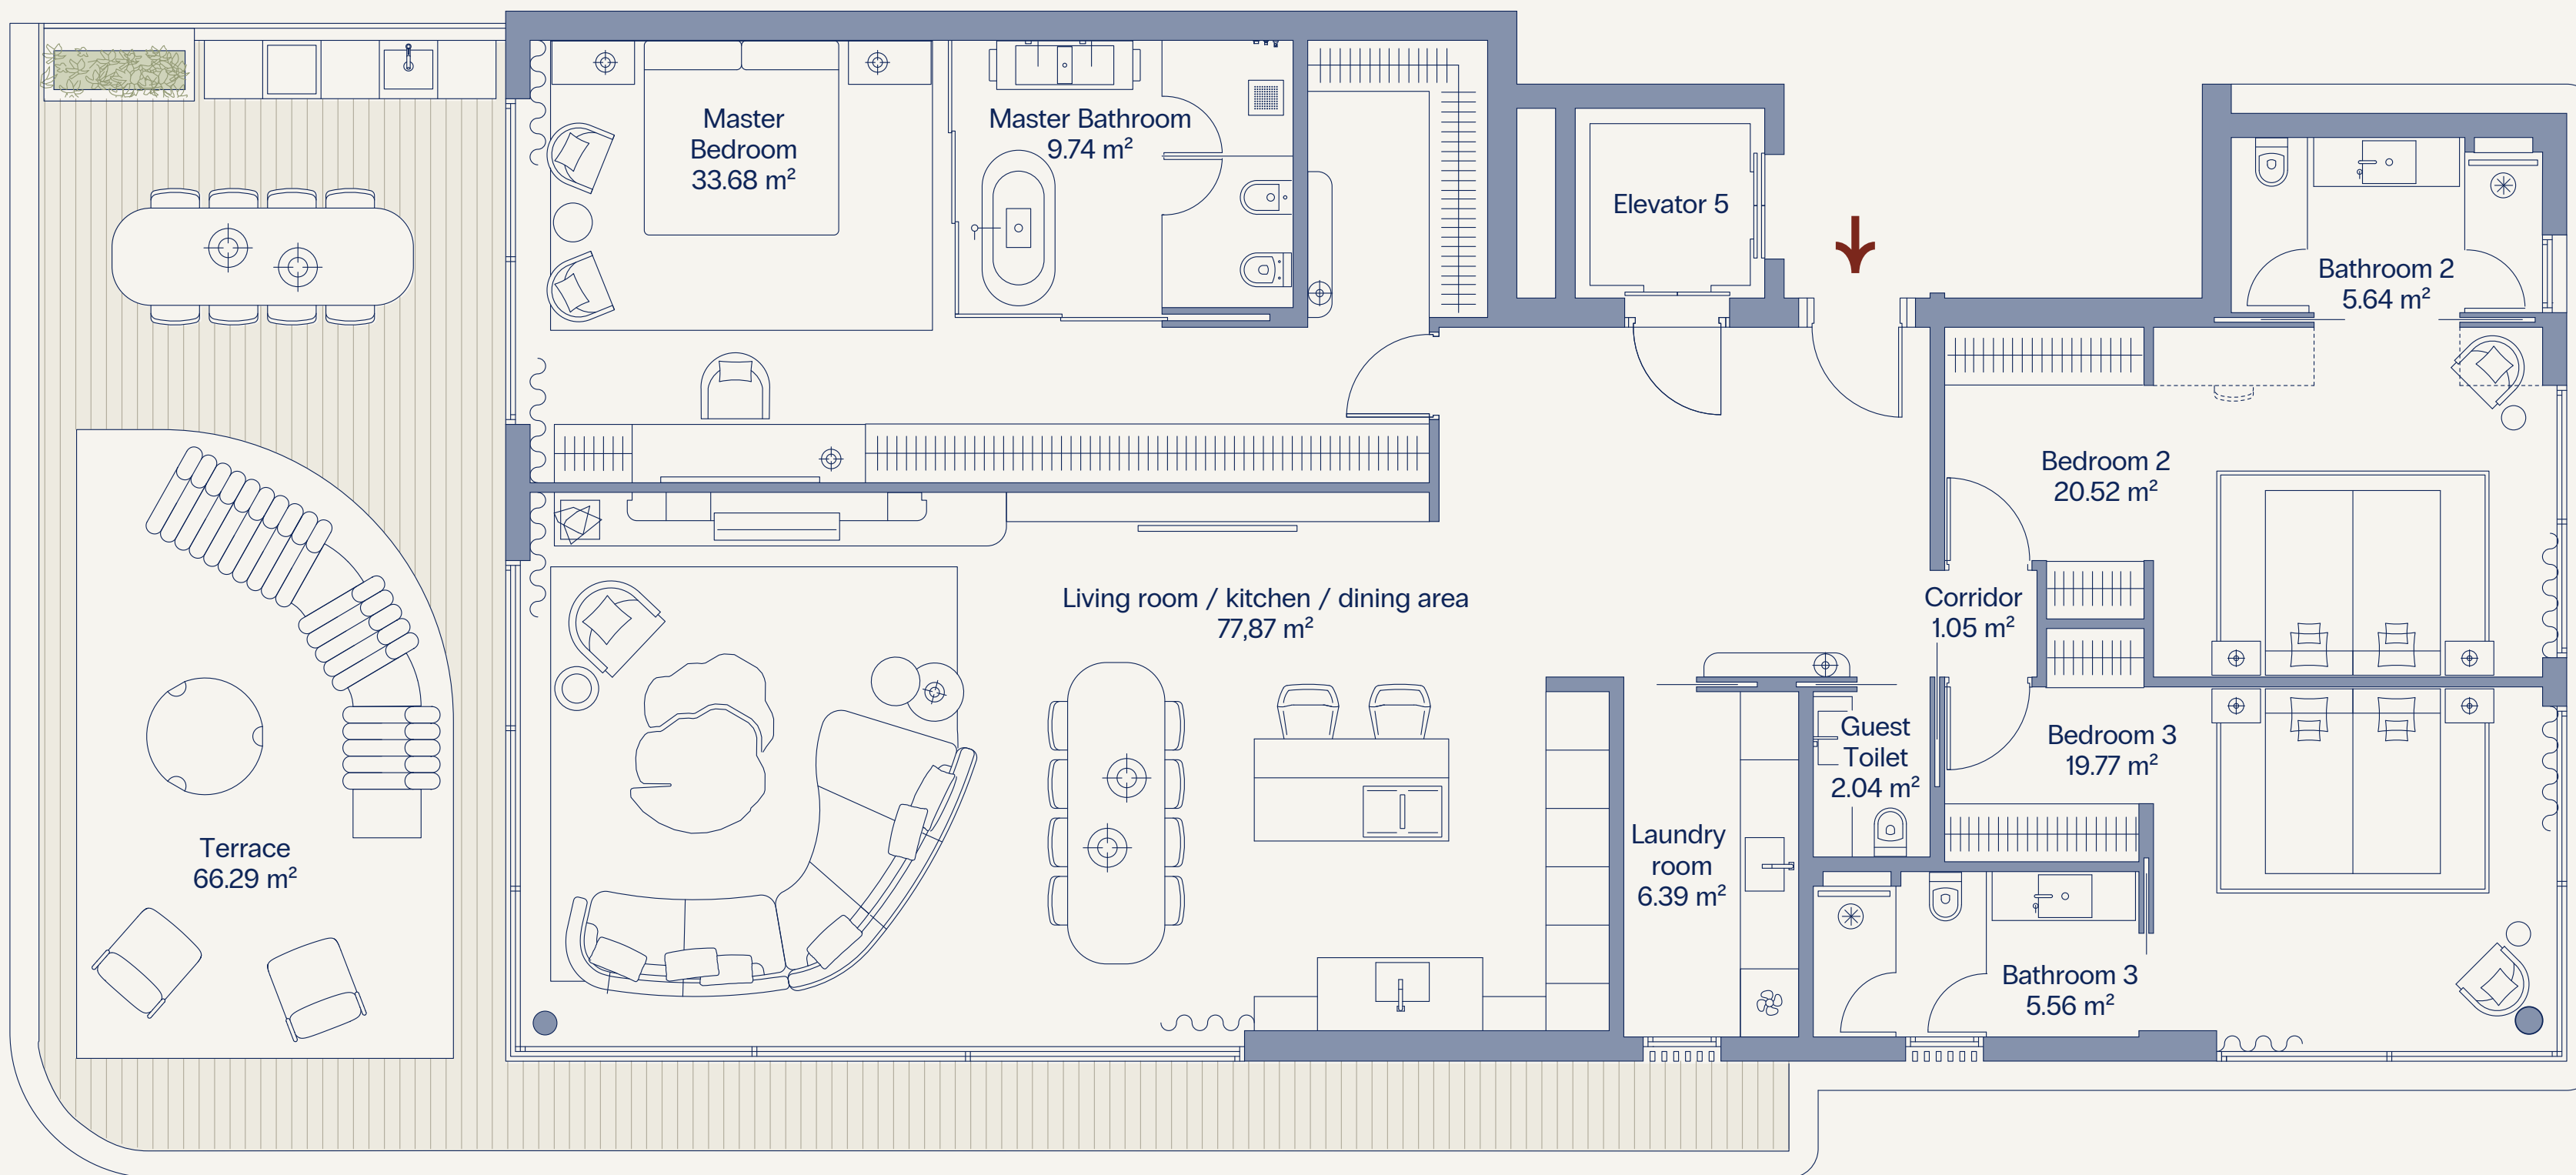 Master
Bedroom
33.68 m²
Master Bathroom
9.74 m²
Elevator 5
Bathroom 2
5.64 m²
Bedroom 2
20.52 m²
Living room / kitchen / dining area
77,87 m²
Corridor
1.05 m²
Guest
Toilet
2.04 m²
Bedroom 3
19.77 m²
Terrace
66.29 m²
Laundry
room
6.39 m²
Bathroom 3
5.56 m²